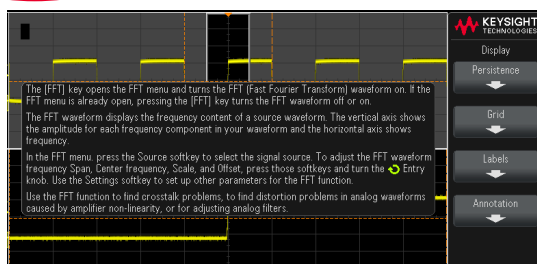 KEYSIGHT
TECHNOLOGIES
Display
Persistence
Grid
Labels
Annotation
The [FFT] key opens the FFT menu and turns the FFT (Fast Fourier Transform) waveform on. If the
FFT menu is already open, pressing the [FFT] key turns the FFT waveform off or on.
The FFT waveform displays the frequency content of a source waveform. The vertical axis shows
the amplitude for each frequency component in your waveform and the horizontal axis shows
frequency.
In the FFT menu. press the Source softkey to select the signal source. To adjust the FFT waveform
frequency Span, Center frequency, Scale, and Offset, press those softkeys and turn the Entry
knob. Use the Settings softkey to set up other parameters for the FFT function.
Use the FFT function to find crosstalk problems, to find distortion problems in analog waveforms
caused by amplifier non-linearity, or for adjusting analog filters.